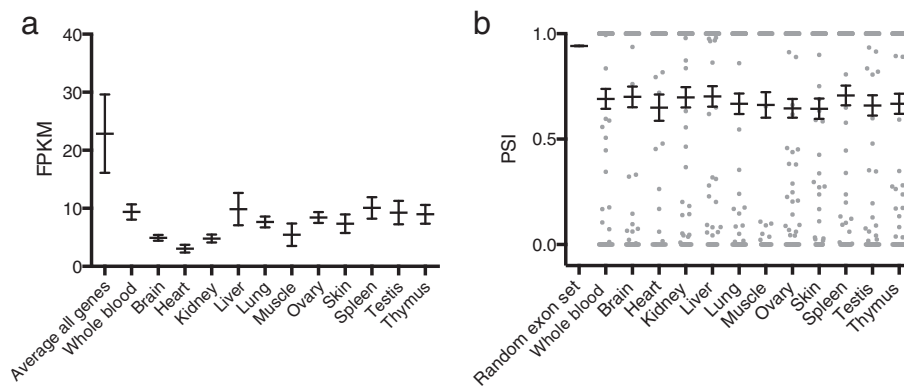 a
40
30
20
10
0
FPKM
Average all genes
Whole blood
Brain
Heart
Kidney
Liver
Lung
Muscle
Ovary
Skin
Spleen
Testis
Thymus
b
1.0
0.5
0.0
PSI
Random exon set
Whole blood
Brain
Heart
Kidney
Liver
Lung
Muscle
Ovary
Skin
Spleen
Testis
Thymus